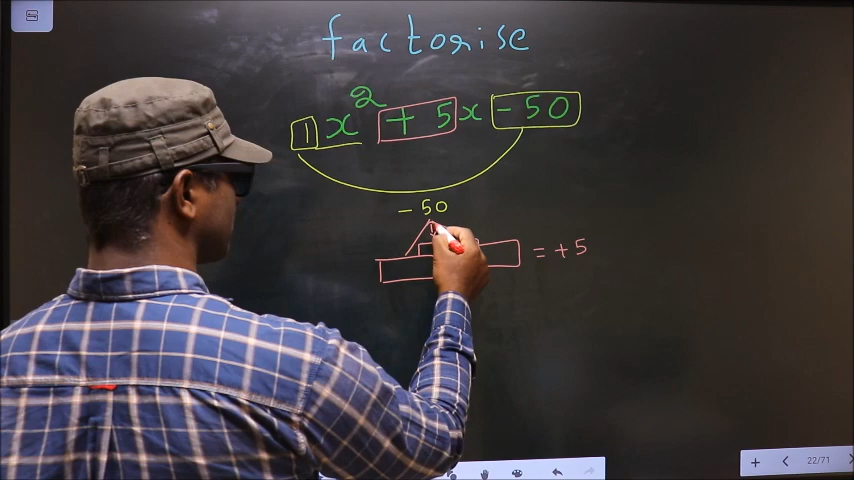 factorise
1x² + 5x - 50
- 50
= + 5
22/71